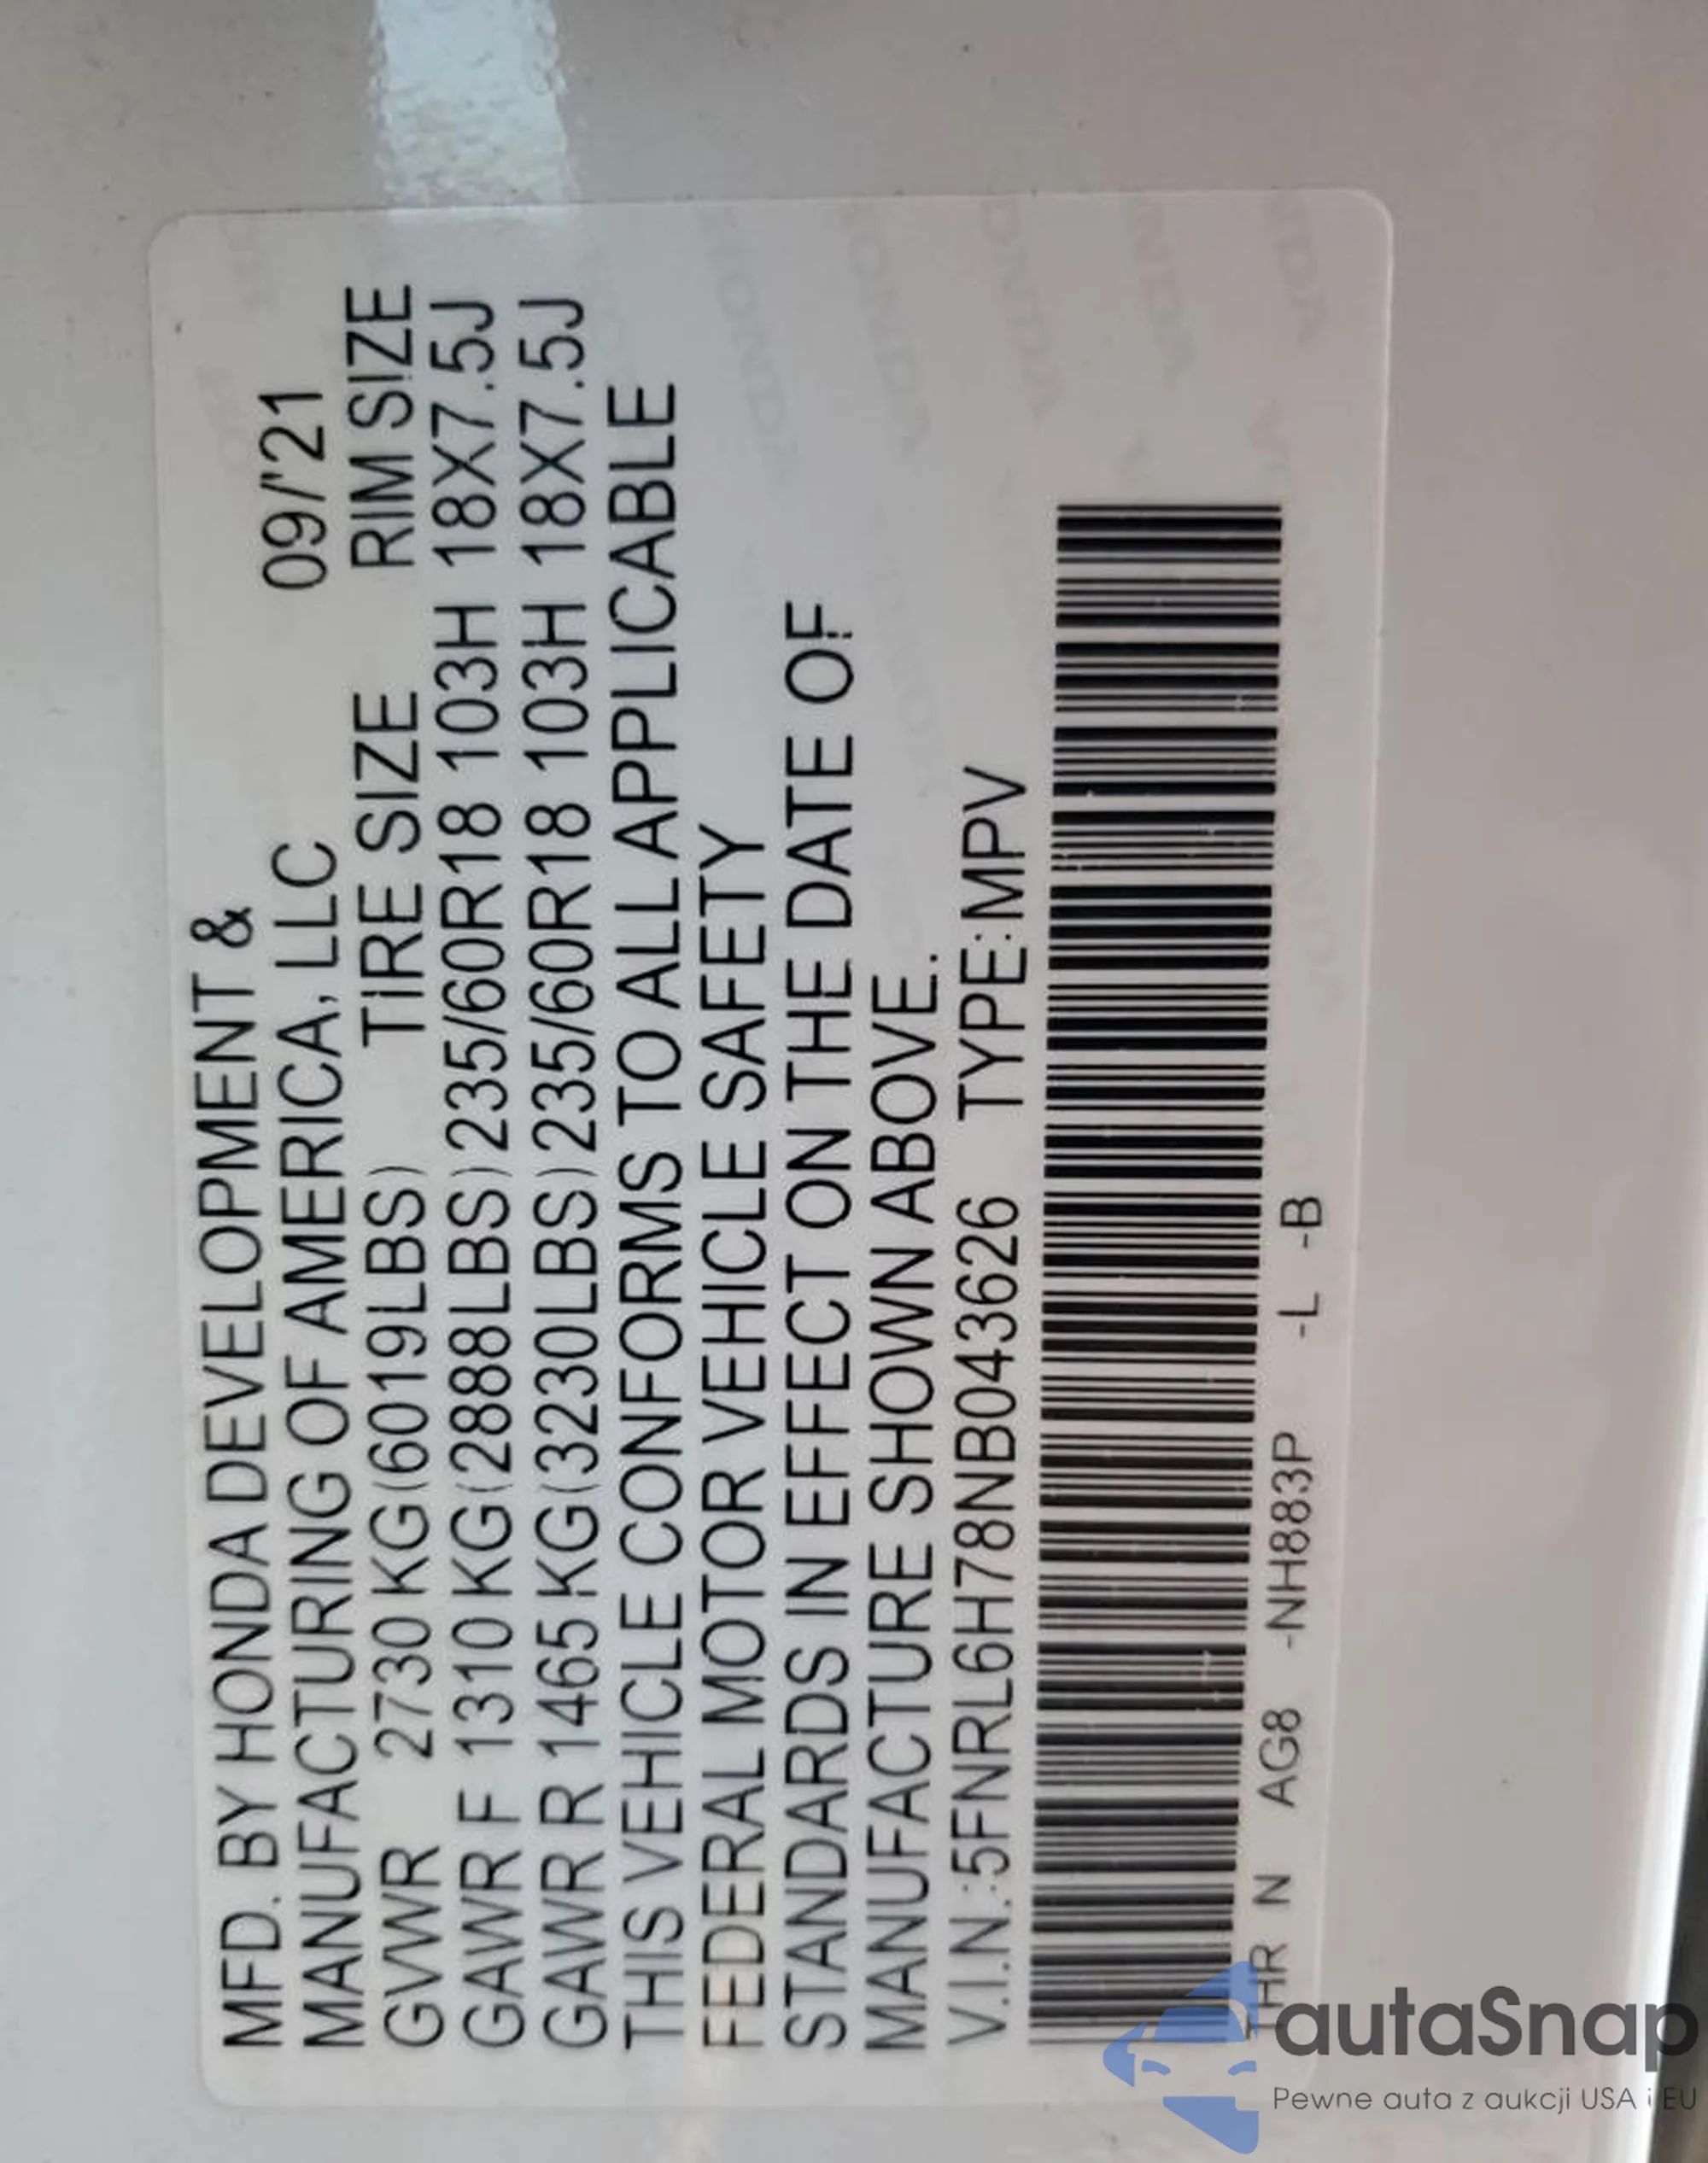 MFD. BY HONDA DEVELOPMENT &
MANUFACTURING OF AMERICA, LLC 09/'21
GVWR 2730 KG(6019LBS) TIRE SIZE RIM SIZE
GAWR F 1310 KG(2888LBS)235/60R18 103H 18X7.5J
GAWR R 1465 KG(3230LBS)235/60R18 103H 18X7.5J
THIS VEHICLE CONFORMS TO ALL APPLICABLE
FEDERAL MOTOR VEHICLE SAFETY
STANDARDS IN EFFECT ON THE DATE OF
MANUFACTURE SHOWN ABOVE.
V.I.N.:5FNRL6H78NB043626 TYPE:MPV
THR N AG8 -NH883P -L -B
autaSnap
Pewne auta z aukcji USA i EU